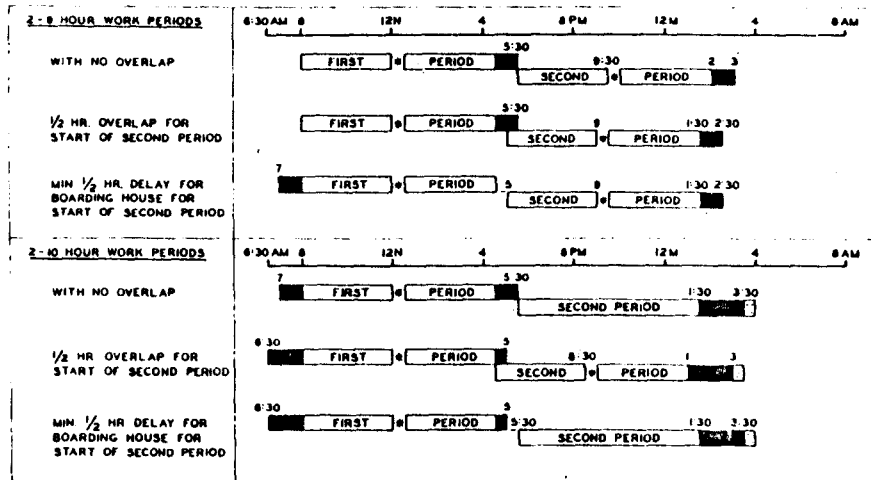 2-8 HOUR WORK PERIODS 6:30 AM 8 12N 4 8 PM 12 M 4 8 AM
5:30 9:30 2 3
WITH NO OVERLAP FIRST * PERIOD
SECOND * PERIOD
5:30
1/2 HR. OVERLAP FOR FIRST * PERIOD 9 1:30 2:30
START OF SECOND PERIOD SECOND * PERIOD
7
MIN 1/2 HR. DELAY FOR FIRST * PERIOD 5 9 1:30 2:30
BOARDING HOUSE FOR SECOND * PERIOD
START OF SECOND PERIOD
2-10 HOUR WORK PERIODS 6:30 AM 8 12N 4 8 PM 12 M 4 8 AM
7 5 30
WITH NO OVERLAP FIRST * PERIOD 1:30 3:30
SECOND PERIOD
6:30 5
1/2 HR OVERLAP FOR FIRST * PERIOD 8:30 1 3
START OF SECOND PERIOD SECOND * PERIOD
6:30 5
MIN. 1/2 HR DELAY FOR FIRST * PERIOD 5:30 1:30 3:30
BOARDING HOUSE FOR SECOND PERIOD
START OF SECOND PERIOD